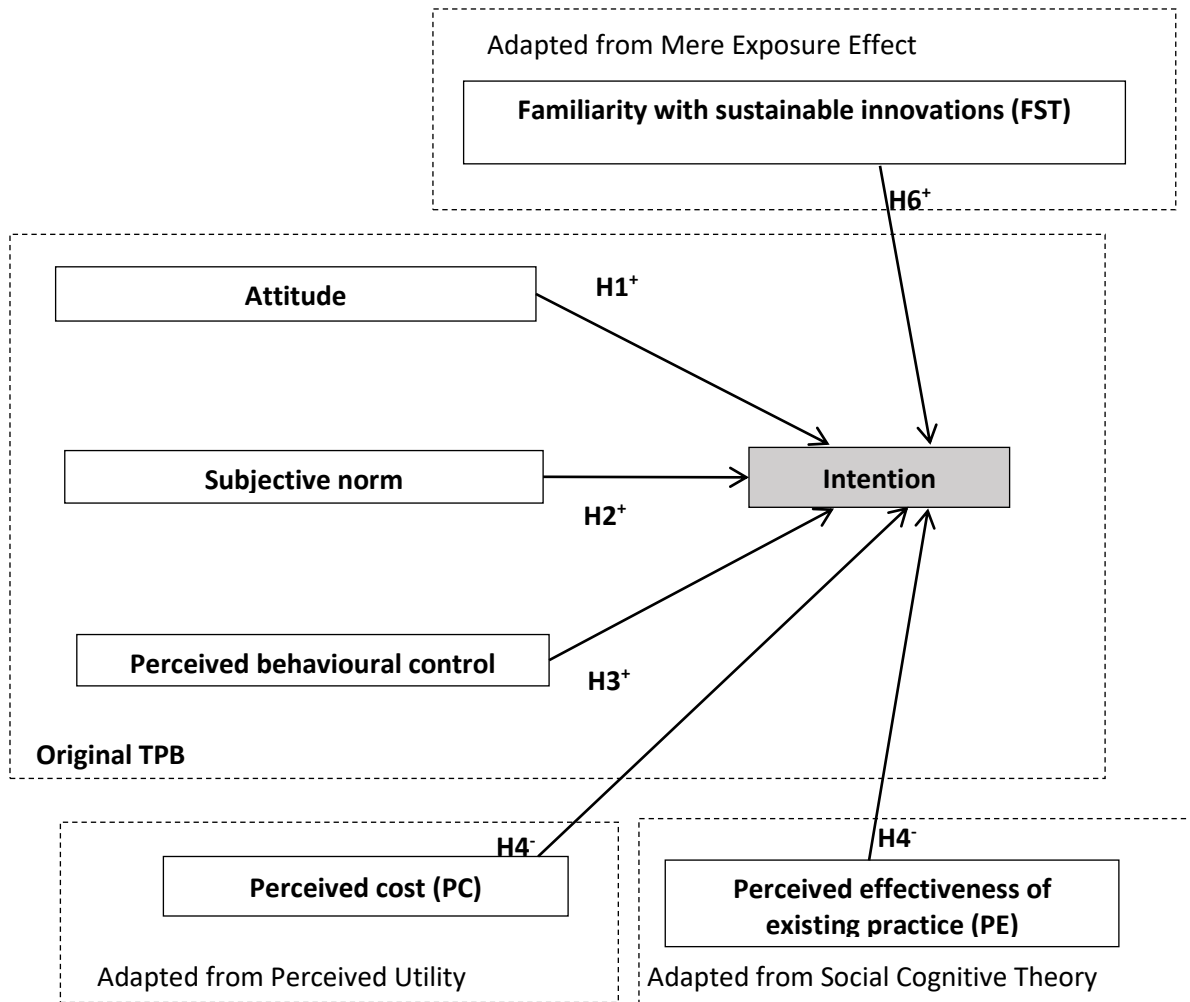 Adapted from Mere Exposure Effect
Familiarity with sustainable innovations (FST)
H6⁺
Attitude
H1⁺
Subjective norm
H2⁺
Intention
Perceived behavioural control
H3⁺
Original TPB
H4⁻
Perceived cost (PC)
Adapted from Perceived Utility
H4⁻
Perceived effectiveness of
existing practice (PE)
Adapted from Social Cognitive Theory